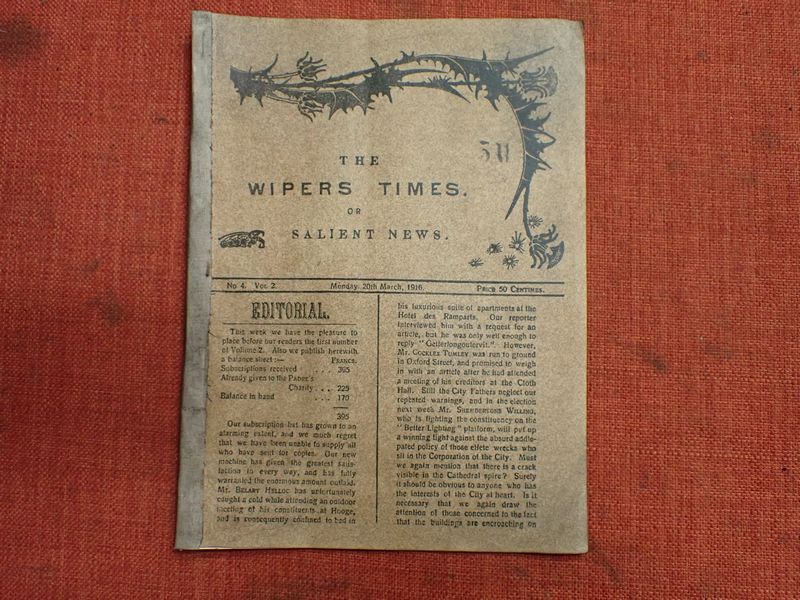 THE
WIPERS TIMES.
OR
SALIENT NEWS.
No 4. Vol 2. Monday, 20th March, 1916. PRICE 50 CENTIMES.
EDITORIAL.
This week we have the pleasure to
place before our readers the first number
of Volume 2. Also we publish herewith
a balance sheet :— FRANCS.
Subscriptions received . . . 395
Already given to the PADRE'S
Charity . . . 225
Balance in hand . . . 170
395
Our subscription list has grown to an
alarming extent, and we much regret
that we have been unable to supply all
who have sent for copies. Our new
machine has given the greatest satis-
faction in every way, and has fully
warranted the enormous amount outlaid.
MR. BELARY HELLOC has unfortunately
caught a cold while attending an outdoor
meeting of his constituents at Hooge,
and is consequently confined to bed in
his luxurious suite of apartments at the
Hotel des Ramparts. Our reporter
interviewed him with a request for an
article, but he was only well enough to
reply However,
MR. COCKLES TUMLEY was run to ground
in Oxford Street, and promised to weigh
in with an article after he had attended
a meeting of his creditors at the Cloth
Hall. Still the City Fathers neglect our
repeated warnings, and in the election
next week MR. WILLING,
who is fighting the constituency on the
"Better Lighting" platform, will put up
a winning fight against the absurd addle-
pated policy of those effete wrecks who
sit in the Corporation of the City. Must
we again mention that there is a crack
visible in the Cathedral spire? Surely
it should be obvious to anyone who has
the interests of the City at heart. Is it
necessary that we again draw the
attention of those concerned to the fact
that the buildings are encroaching on